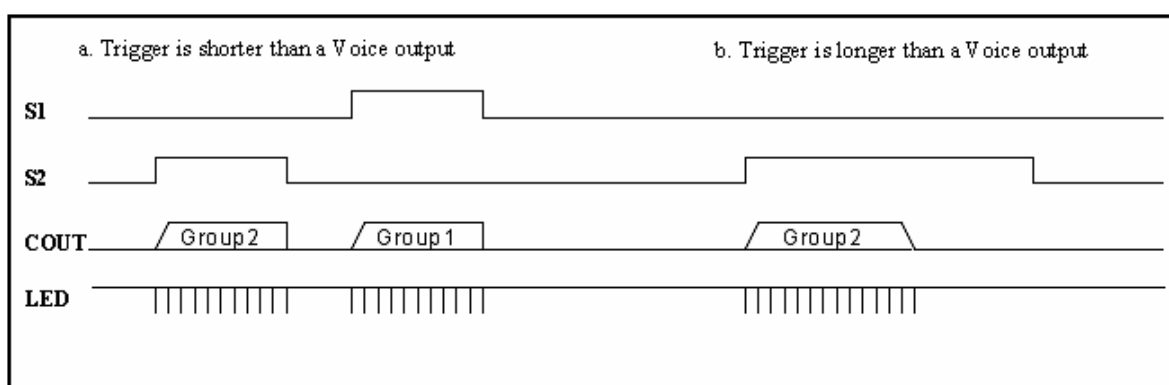 a. Trigger is shorter than a Voice output
b. Trigger is longer than a Voice output
S1
S2
COUT
Group2
Group1
Group2
LED